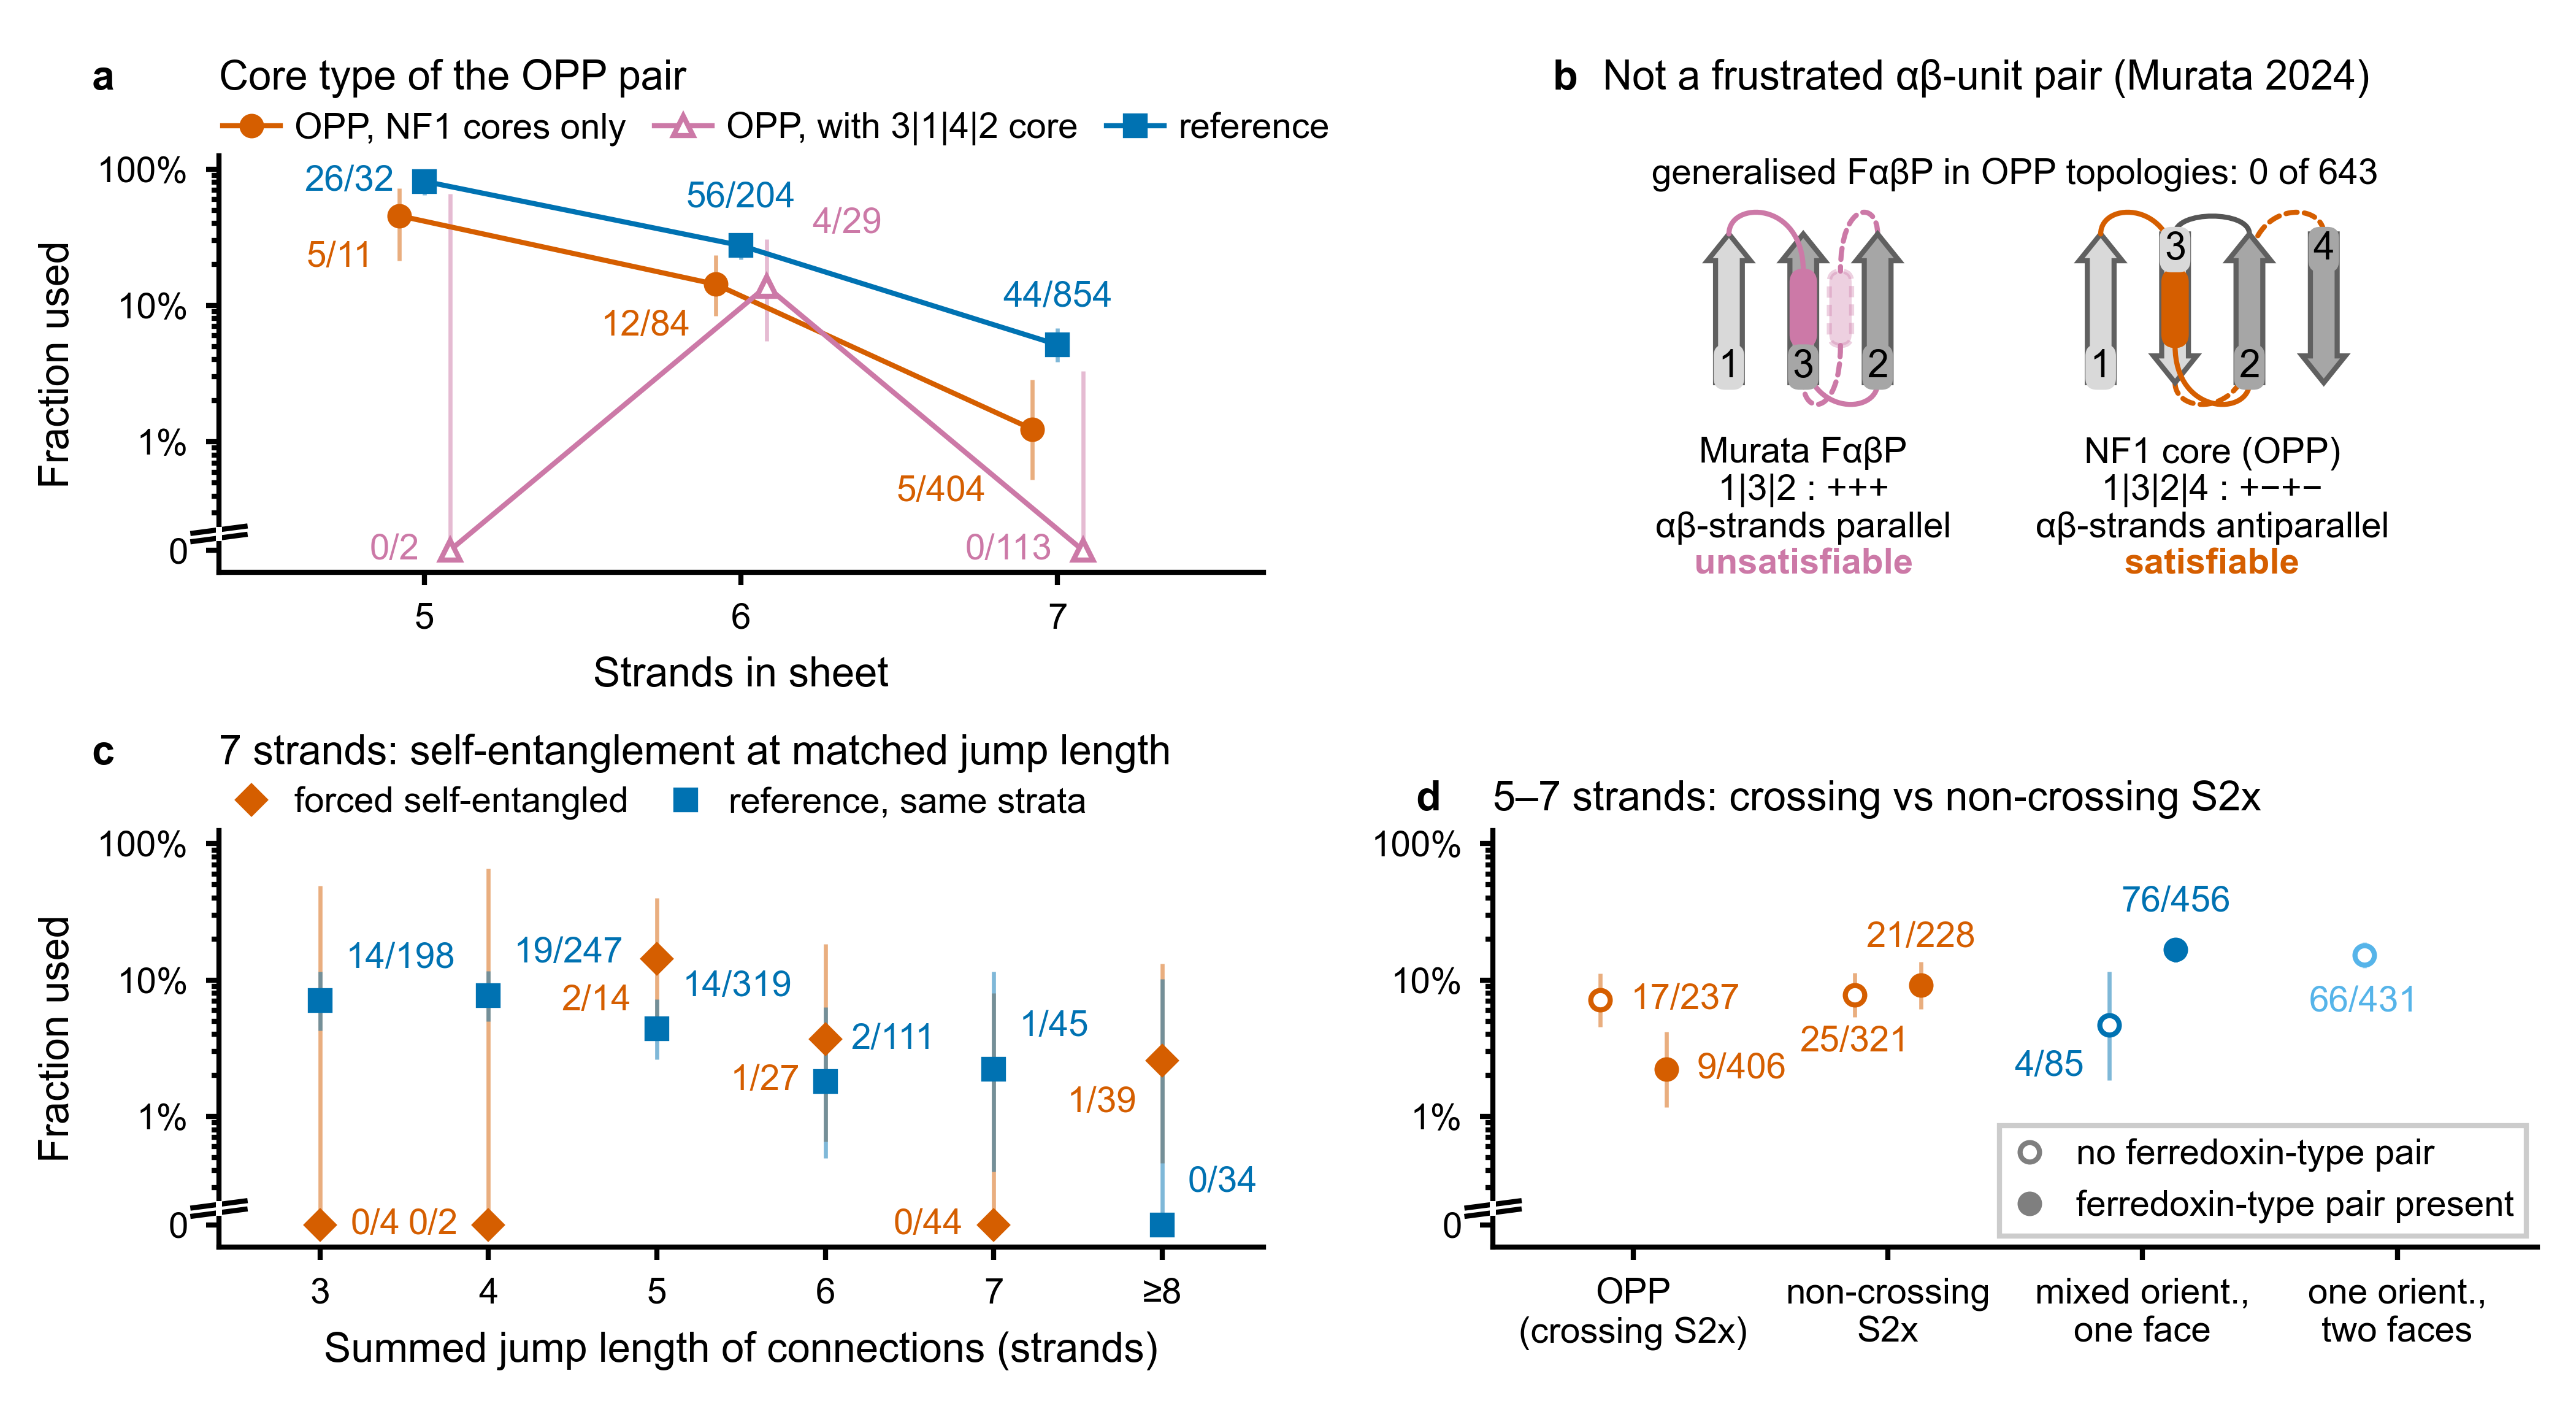 a Core type of the OPP pair
OPP, NF1 cores only
OPP, with 3|1|4|2 core
reference
Fraction used
100%
10%
1%
0
26/32
56/204
4/29
44/854
5/11
12/84
5/404
0/2
0/113
5
6
7
Strands in sheet
b Not a frustrated αβ-unit pair (Murata 2024)
generalised FαβP in OPP topologies: 0 of 643
1
3
2
1
3
2
4
Murata FαβP
1|3|2 : +++
αβ-strands parallel
unsatisfiable
NF1 core (OPP)
1|3|2|4 : +−+−
αβ-strands antiparallel
satisfiable
c 7 strands: self-entanglement at matched jump length
forced self-entangled
reference, same strata
Fraction used
100%
10%
1%
0
14/198
19/247
2/14
14/319
1/27
2/111
1/45
1/39
0/34
0/4
0/2
0/44
3
4
5
6
7
≥8
Summed jump length of connections (strands)
d 5–7 strands: crossing vs non-crossing S2x
100%
10%
1%
0
17/237
9/406
25/321
21/228
4/85
76/456
66/431
no ferredoxin-type pair
ferredoxin-type pair present
OPP
(crossing S2x)
non-crossing
S2x
mixed orient.,
one face
one orient.,
two faces